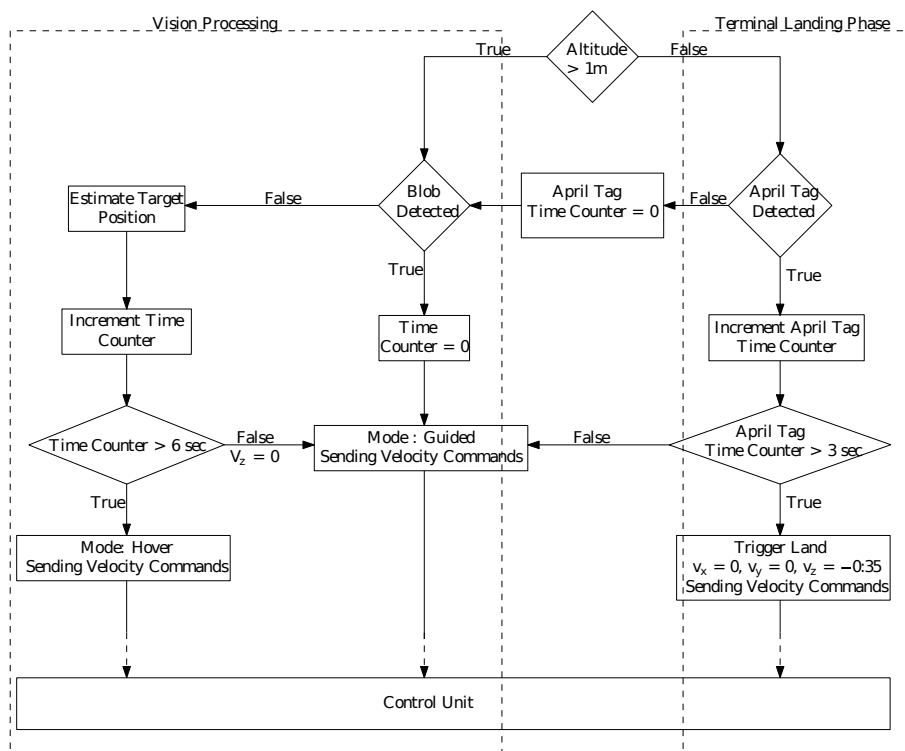 Vision Processing
Terminal Landing Phase
True
Altitude
> 1m
False
Estimate Target
Position
False
Blob
Detected
April Tag
Time Counter = 0
False
April Tag
Detected
True
True
Increment Time
Counter
Time
Counter = 0
Increment April Tag
Time Counter
Time Counter > 6 sec
False
V_z = 0
Mode : Guided
Sending Velocity Commands
False
April Tag
Time Counter > 3 sec
True
True
Mode: Hover
Sending Velocity Commands
Trigger Land
v_x = 0, v_y = 0, v_z = −0:35
Sending Velocity Commands
Control Unit